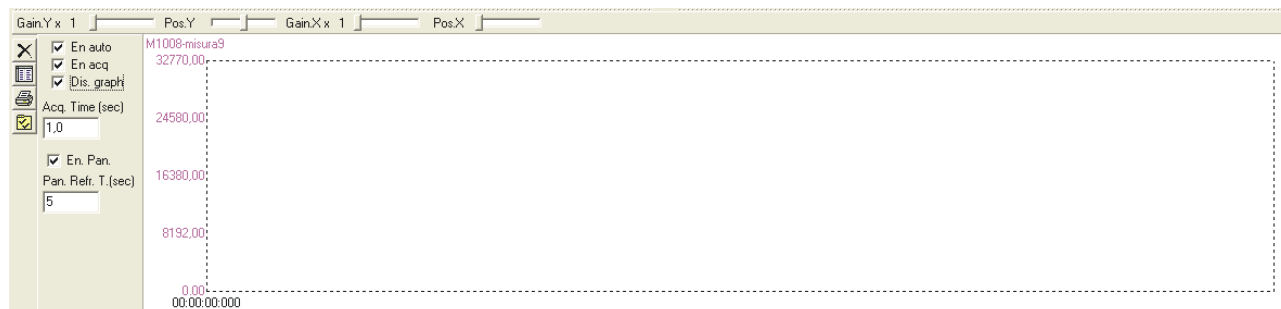 Gain.Y x 1 Pos.Y Gain.X x 1 Pos.X
En auto
En acq
Dis. graph
Acq. Time (sec)
1,0
En. Pan.
Pan. Refr. T.(sec)
5
M1008-misura9
32770,00
24580,00
16380,00
8192,00
0.00
00:00:00:000